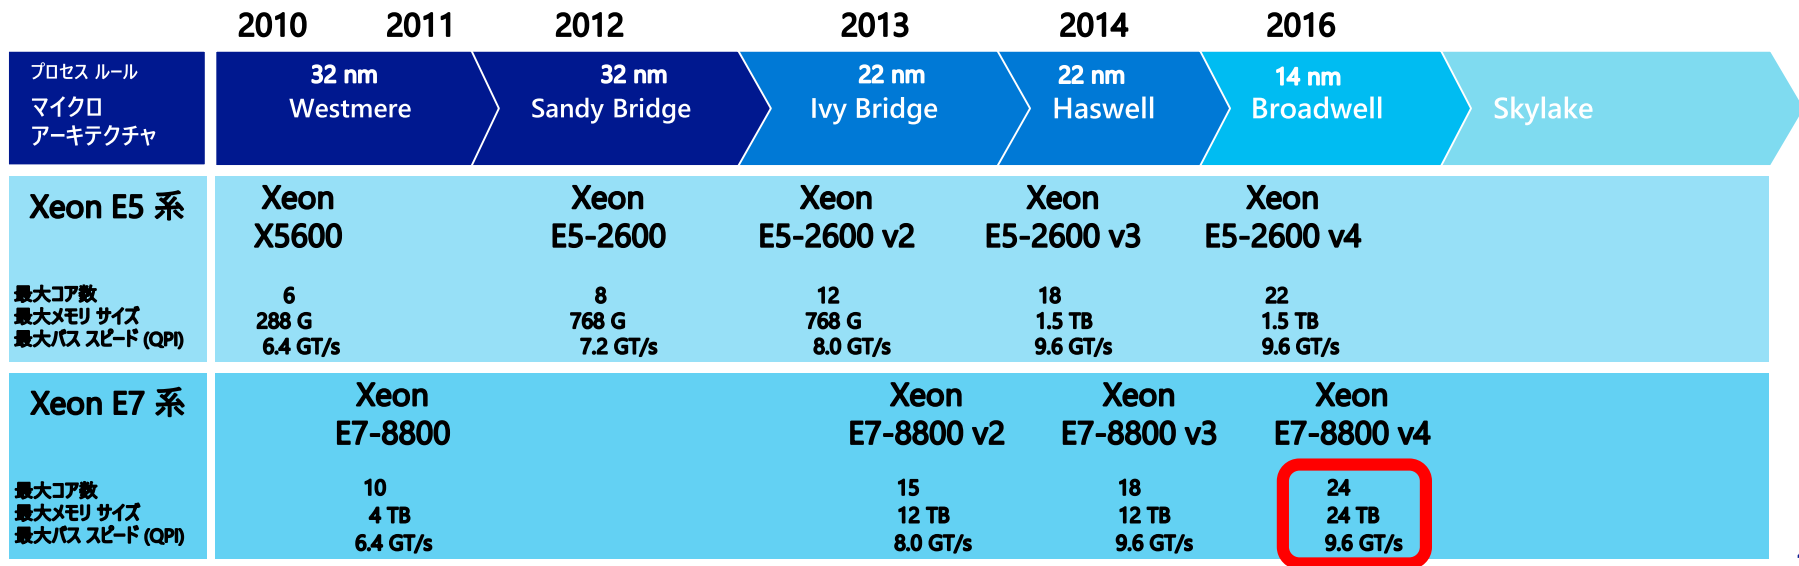 2010 2011 2012 2013 2014 2016
プロセス ルール
マイクロ
アーキテクチャ
32 nm 32 nm 22 nm 22 nm 14 nm
Westmere Sandy Bridge Ivy Bridge Haswell Broadwell Skylake
Xeon E5 系
Xeon Xeon Xeon Xeon Xeon
X5600 E5-2600 E5-2600 v2 E5-2600 v3 E5-2600 v4
最大コア数 6 8 12 18 22
最大メモリ サイズ 288 G 768 G 768 G 1.5 TB 1.5 TB
最大バス スピード (QPI) 6.4 GT/s 7.2 GT/s 8.0 GT/s 9.6 GT/s 9.6 GT/s
Xeon E7 系
Xeon Xeon Xeon Xeon
E7-8800 E7-8800 v2 E7-8800 v3 E7-8800 v4
最大コア数 10 15 18 24
最大メモリ サイズ 4 TB 12 TB 12 TB 24 TB
最大バス スピード (QPI) 6.4 GT/s 8.0 GT/s 9.6 GT/s 9.6 GT/s